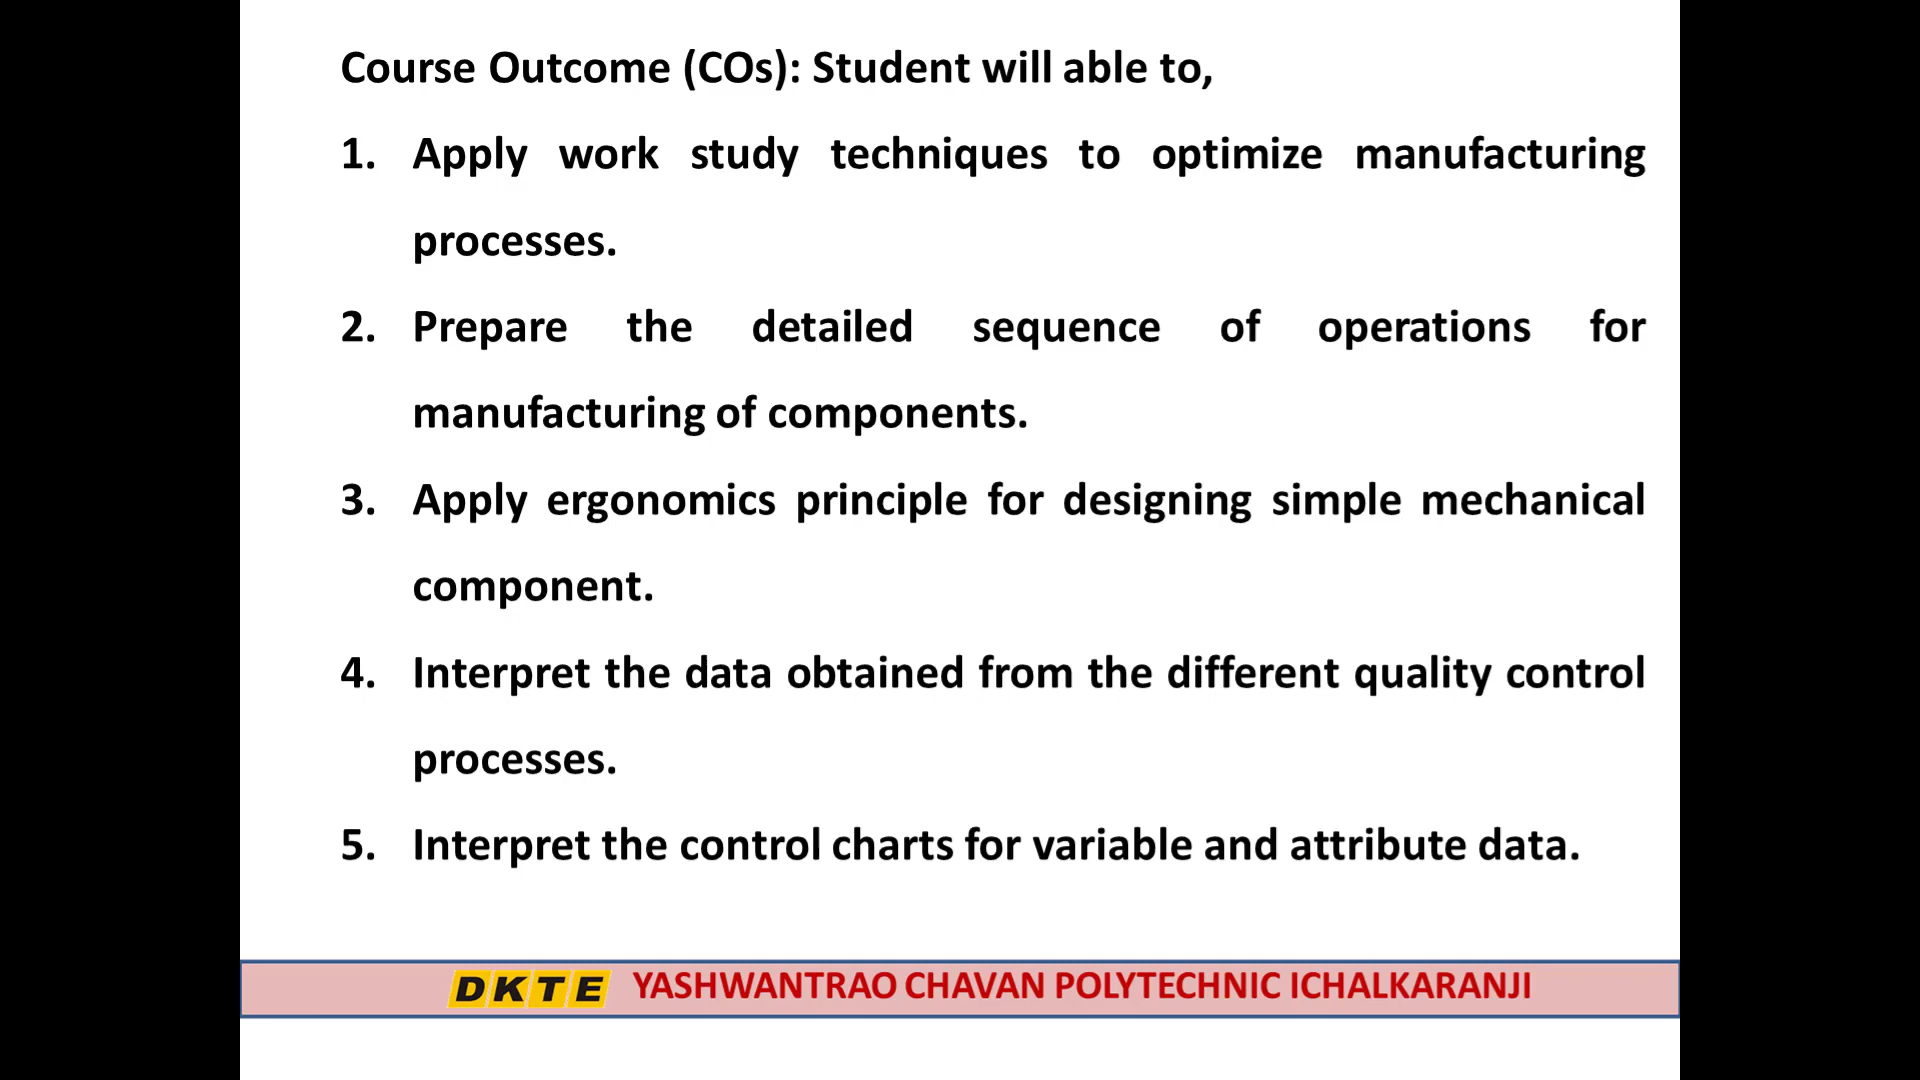 Course Outcome (COs): Student will able to,
1. Apply work study techniques to optimize manufacturing
processes.
2. Prepare the detailed sequence of operations for
manufacturing of components.
3. Apply ergonomics principle for designing simple mechanical
component.
4. Interpret the data obtained from the different quality control
processes.
5. Interpret the control charts for variable and attribute data.
DKTE YASHWANTRAO CHAVAN POLYTECHNIC ICHALKARANJI